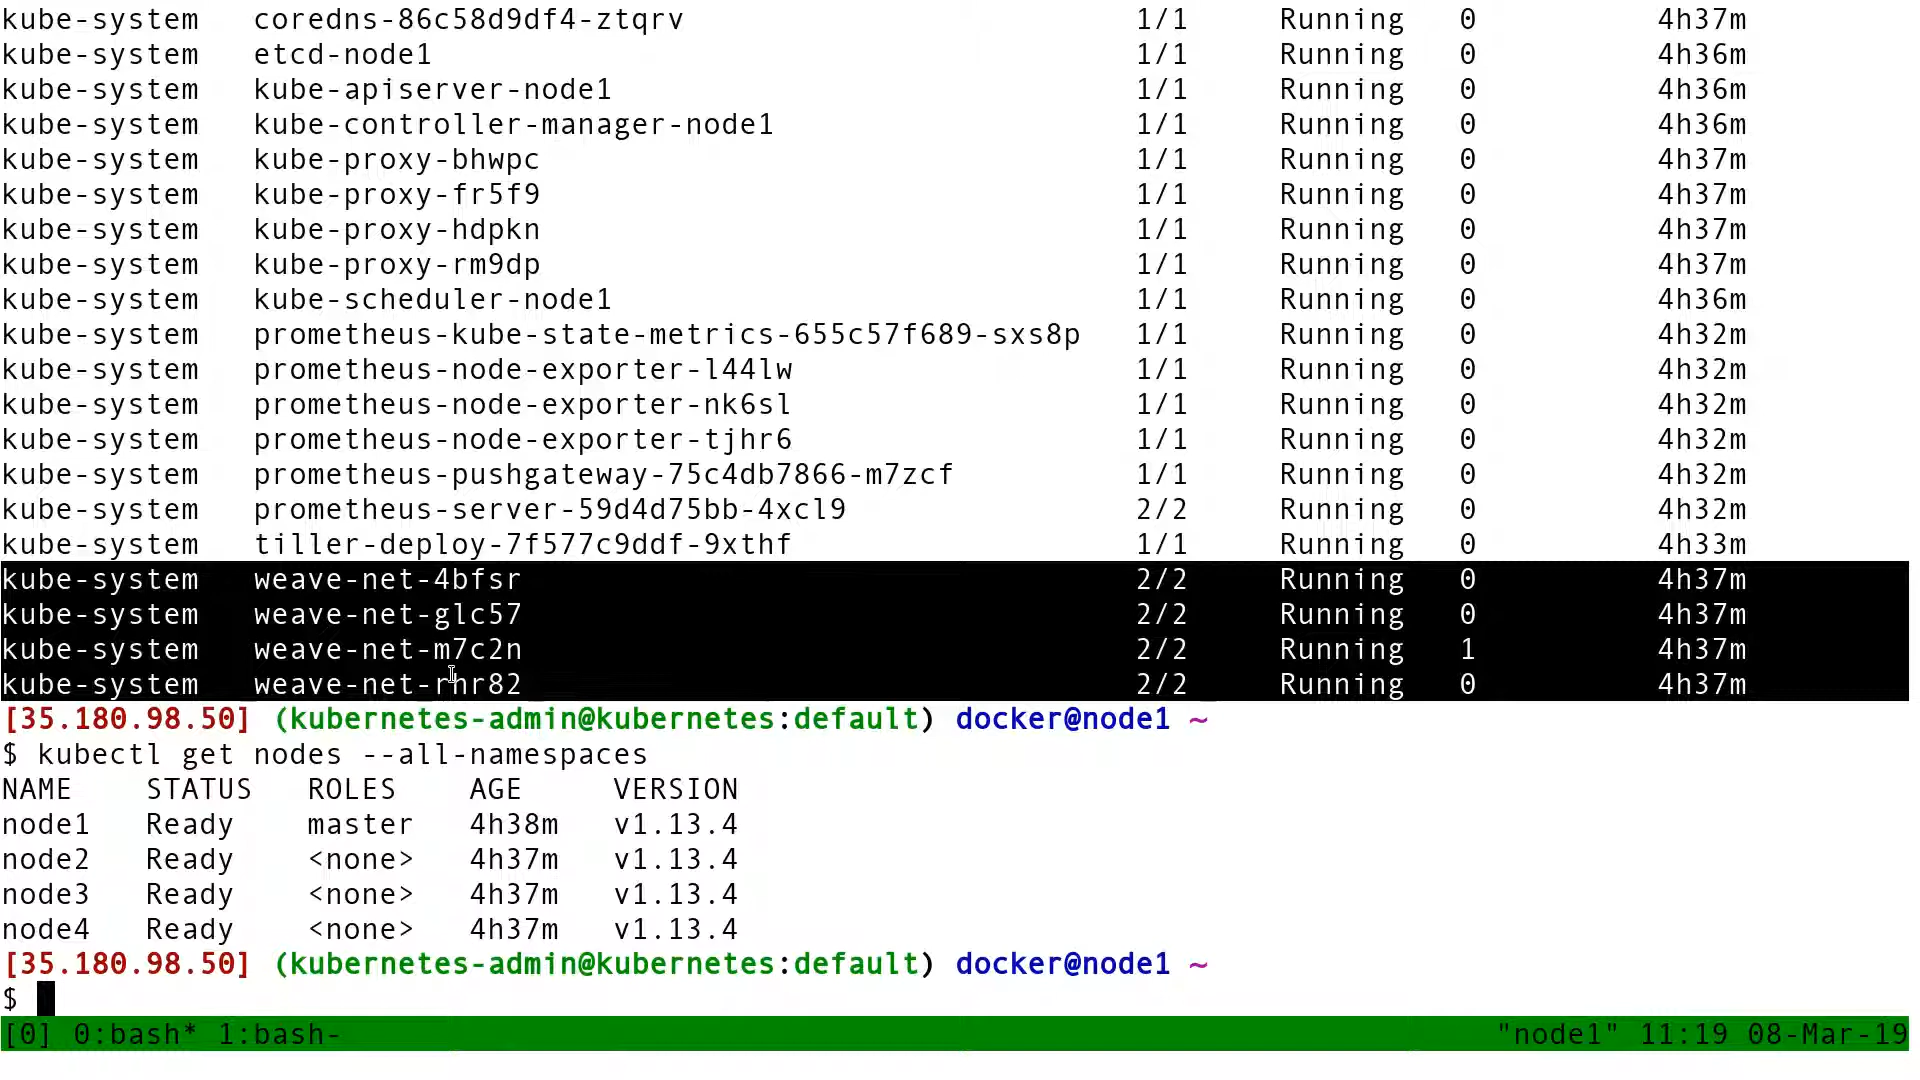 kube-system coredns-86c58d9df4-ztqrv 1/1 Running 0 4h37m
kube-system etcd-node1 1/1 Running 0 4h36m
kube-system kube-apiserver-node1 1/1 Running 0 4h36m
kube-system kube-controller-manager-node1 1/1 Running 0 4h36m
kube-system kube-proxy-bhwpc 1/1 Running 0 4h37m
kube-system kube-proxy-fr5f9 1/1 Running 0 4h37m
kube-system kube-proxy-hdpkn 1/1 Running 0 4h37m
kube-system kube-proxy-rm9dp 1/1 Running 0 4h37m
kube-system kube-scheduler-node1 1/1 Running 0 4h36m
kube-system prometheus-kube-state-metrics-655c57f689-sxs8p 1/1 Running 0 4h32m
kube-system prometheus-node-exporter-l44lw 1/1 Running 0 4h32m
kube-system prometheus-node-exporter-nk6sl 1/1 Running 0 4h32m
kube-system prometheus-node-exporter-tjhr6 1/1 Running 0 4h32m
kube-system prometheus-pushgateway-75c4db7866-m7zcf 1/1 Running 0 4h32m
kube-system prometheus-server-59d4d75bb-4xcl9 2/2 Running 0 4h32m
kube-system tiller-deploy-7f577c9ddf-9xthf 1/1 Running 0 4h33m
kube-system weave-net-4bfsr 2/2 Running 0 4h37m
kube-system weave-net-glc57 2/2 Running 0 4h37m
kube-system weave-net-m7c2n 2/2 Running 1 4h37m
kube-system weave-net-rhr82 2/2 Running 0 4h37m
[35.180.98.50] (kubernetes-admin@kubernetes:default) docker@node1 ~
$ kubectl get nodes --all-namespaces
NAME STATUS ROLES AGE VERSION
node1 Ready master 4h38m v1.13.4
node2 Ready <none> 4h37m v1.13.4
node3 Ready <none> 4h37m v1.13.4
node4 Ready <none> 4h37m v1.13.4
[35.180.98.50] (kubernetes-admin@kubernetes:default) docker@node1 ~
$
[0] 0:bash* 1:bash- "node1" 11:19 08-Mar-19